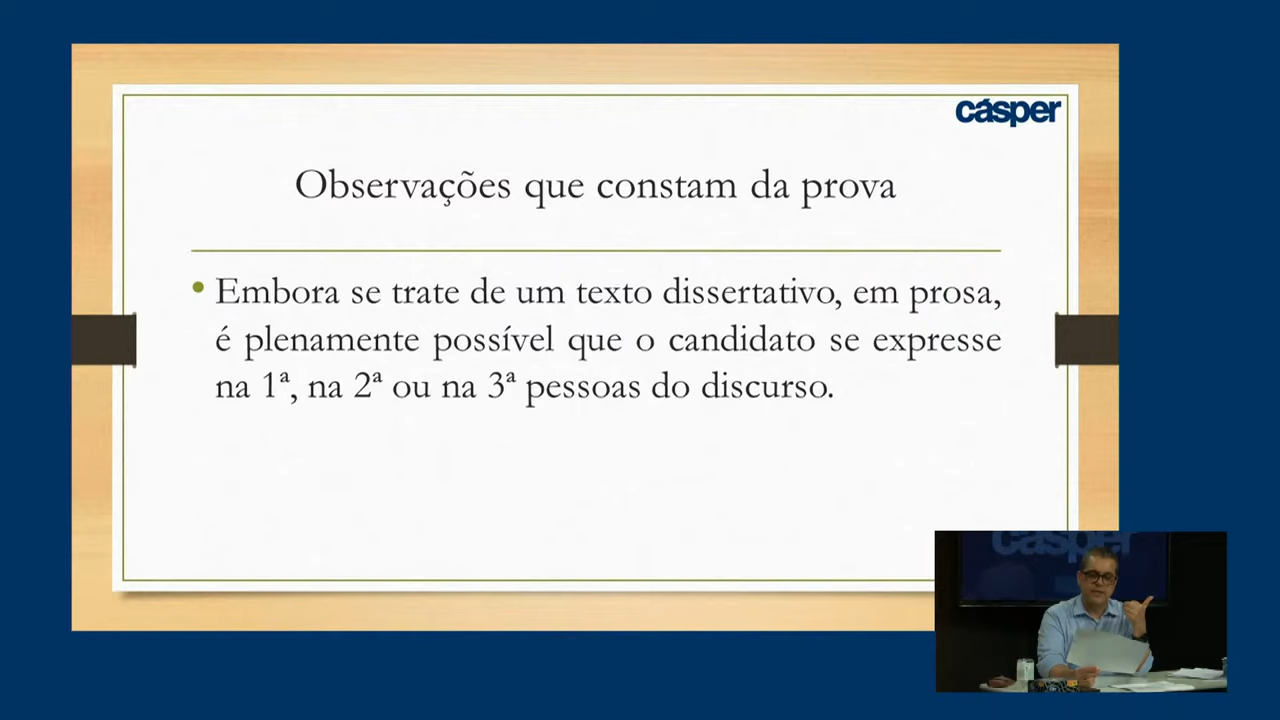 cásper
Observações que constam da prova
• Embora se trate de um texto dissertativo, em prosa,
é plenamente possível que o candidato se expresse
na 1ª, na 2ª ou na 3ª pessoas do discurso.
cásper